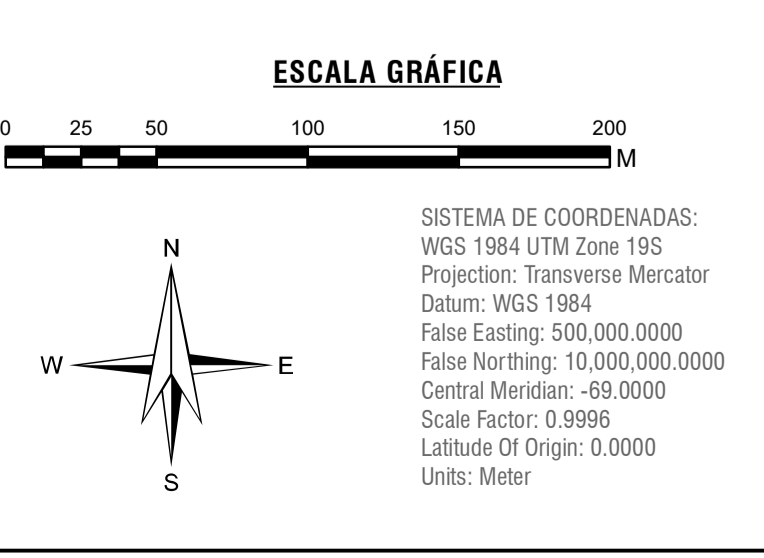 ESCALA GRÁFICA
0 25 50 100 150 200
M
SISTEMA DE COORDENADAS:
WGS 1984 UTM Zone 19S
Projection: Transverse Mercator
Datum: WGS 1984
False Easting: 500,000.0000
False Northing: 10,000,000.0000
Central Meridian: -69.0000
Scale Factor: 0.9996
Latitude Of Origin: 0.0000
Units: Meter
N
W E
S